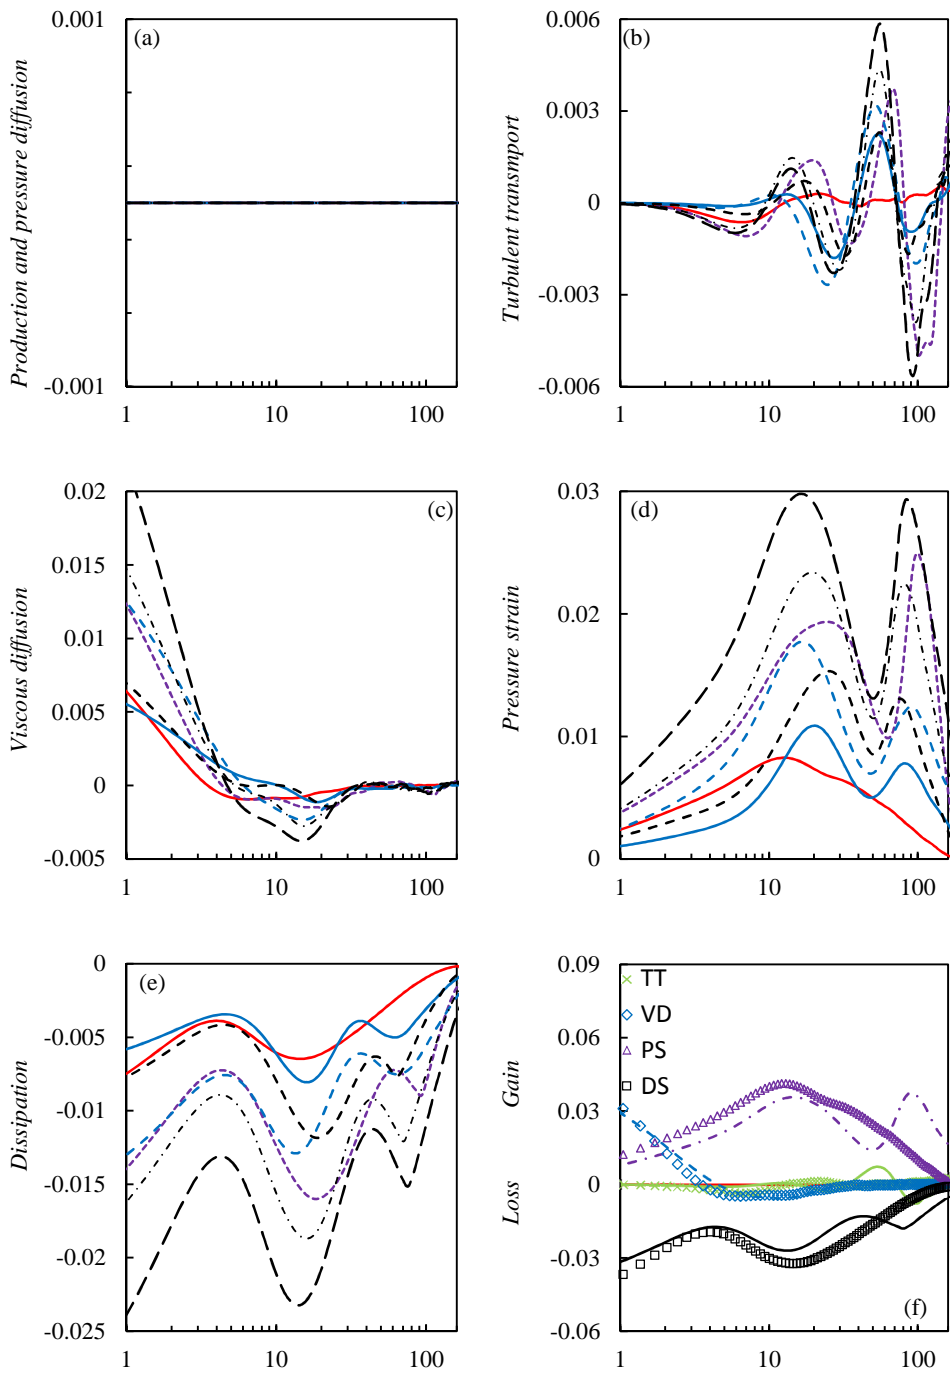 0.001
-0.001
1
10
100
Production and pressure diffusion
(a)
0.006
0.003
0
-0.003
-0.006
1
10
100
Turbulent transmport
(b)
0.02
0.015
0.01
0.005
0
-0.005
1
10
100
Viscous diffusion
(c)
0.03
0.02
0.01
0
1
10
100
Pressure strain
(d)
0
-0.005
-0.01
-0.015
-0.02
-0.025
1
10
100
Dissipation
(e)
0.09
0.06
0.03
0
-0.03
-0.06
1
10
100
Loss
Gain
TT
VD
PS
DS
(f)